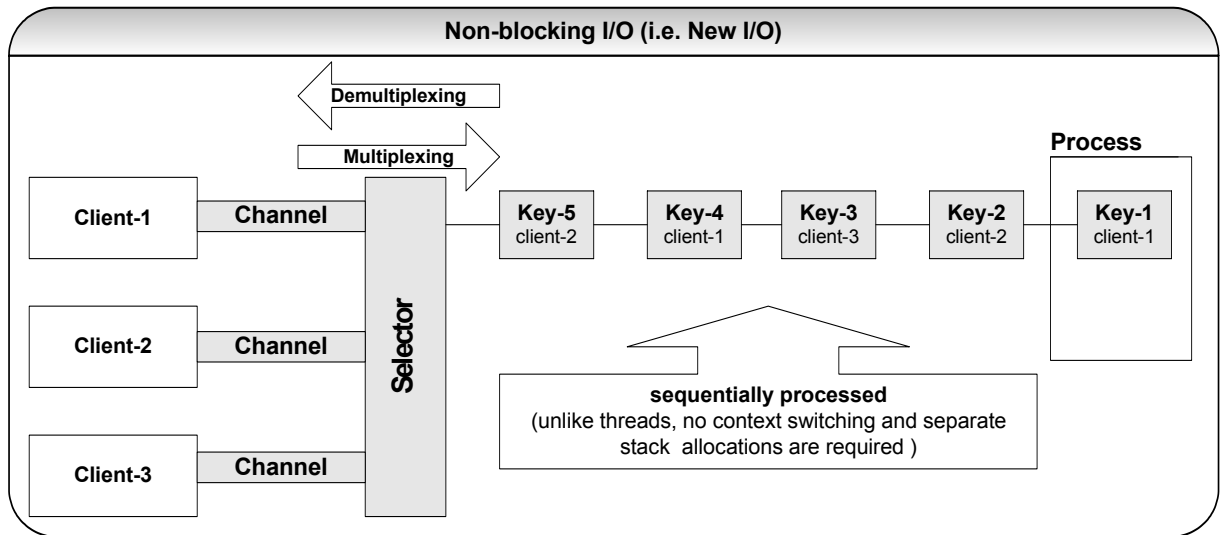 Non-blocking I/O (i.e. New I/O)
Demultiplexing
Multiplexing
Process
Client-1
Channel
Key-5
client-2
Key-4
client-1
Key-3
client-3
Key-2
client-2
Key-1
client-1
Client-2
Channel
Selector
Client-3
Channel
sequentially processed
(unlike threads, no context switching and separate
stack allocations are required )